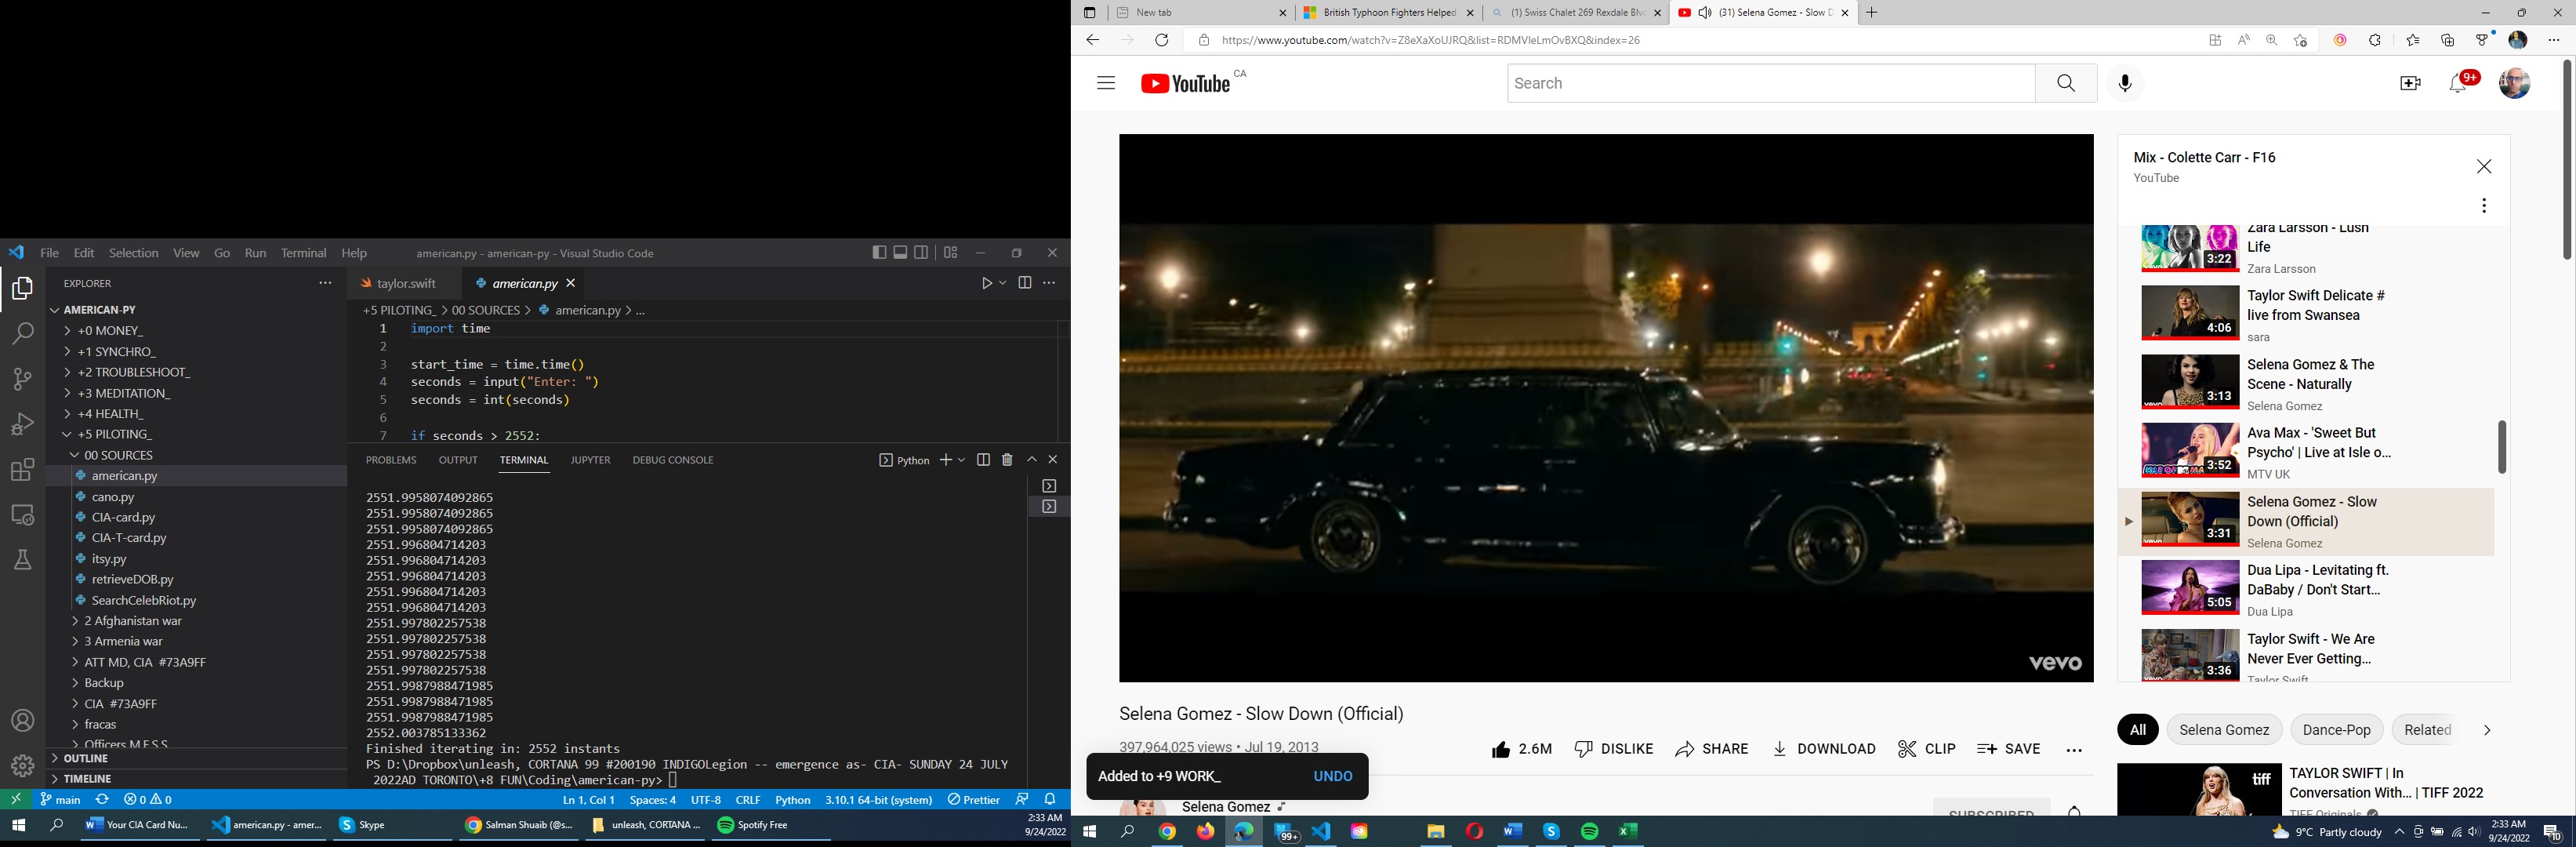 File Edit Selection View Go Run Terminal Help
american.py - american-py - Visual Studio Code
EXPLORER
AMERICAN-PY
+0 MONEY_
+1 SYNCHRO_
+2 TROUBLESHOOT_
+3 MEDITATION_
+4 HEALTH_
+5 PILOTING_
00 SOURCES
american.py
cano.py
CIA-card.py
CIA-T-card.py
itsy.py
retrieveDOB.py
SearchCelebRiot.py
2 Afghanistan war
3 Armenia war
ATT MD, CIA #73A9FF
Backup
CIA #73A9FF
fracas
Officers M.E.S.S
OUTLINE
TIMELINE
taylor.swift
american.py
+5 PILOTING_ > 00 SOURCES > american.py > ...
1 import time
2
3 start_time = time.time()
4 seconds = input("Enter: ")
5 seconds = int(seconds)
6
7 if seconds > 2552:
PROBLEMS OUTPUT TERMINAL JUPYTER DEBUG CONSOLE
Python
2551.9958074092865
2551.9958074092865
2551.9958074092865
2551.996804714203
2551.996804714203
2551.996804714203
2551.996804714203
2551.996804714203
2551.997802257538
2551.997802257538
2551.997802257538
2551.997802257538
2551.9987988471985
2551.9987988471985
2551.9987988471985
2552.003785133362
Finished iterating in: 2552 instants
PS D:\Dropbox\unleash, CORTANA 99 #200190 INDIGOLegion -- emergence as- CIA- SUNDAY 24 JULY
2022AD TORONTO\+8 FUN\Coding\american-py>
main 0 0
Ln 1, Col 1 Spaces: 4 UTF-8 CRLF Python 3.10.1 64-bit (system) Prettier
Your CIA Card Nu... american.py - amer... Skype Salman Shuaib (@s... unleash, CORTANA ... Spotify Free
2:33 AM
9/24/2022
New tab
British Typhoon Fighters Helped
(1) Swiss Chalet 269 Rexdale Blv
(31) Selena Gomez - Slow D
https://www.youtube.com/watch?v=Z8eXaXoUJRQ&list=RDMVleLmOvBXQ&index=26
YouTube CA
Search
9+
vevo
Selena Gomez - Slow Down (Official)
397,964,025 views • Jul 19, 2013
2.6M DISLIKE SHARE DOWNLOAD CLIP SAVE
Added to +9 WORK_ UNDO
Selena Gomez
SUBSCRIBED
Mix - Colette Carr - F16
YouTube
Zara Larsson - Lush
Life
Zara Larsson
3:22
Taylor Swift Delicate #
live from Swansea
sara
4:06
Selena Gomez & The
Scene - Naturally
Selena Gomez
3:13
Ava Max - 'Sweet But
Psycho' | Live at Isle o...
MTV UK
3:52
Selena Gomez - Slow
Down (Official)
Selena Gomez
3:31
Dua Lipa - Levitating ft.
DaBaby / Don't Start...
Dua Lipa
5:05
Taylor Swift - We Are
Never Ever Getting...
Taylor Swift
3:36
All Selena Gomez Dance-Pop Related
tiff
TAYLOR SWIFT | In
Conversation With... | TIFF 2022
TIFF Originals
99+
9°C Partly cloudy
2:33 AM
9/24/2022
10